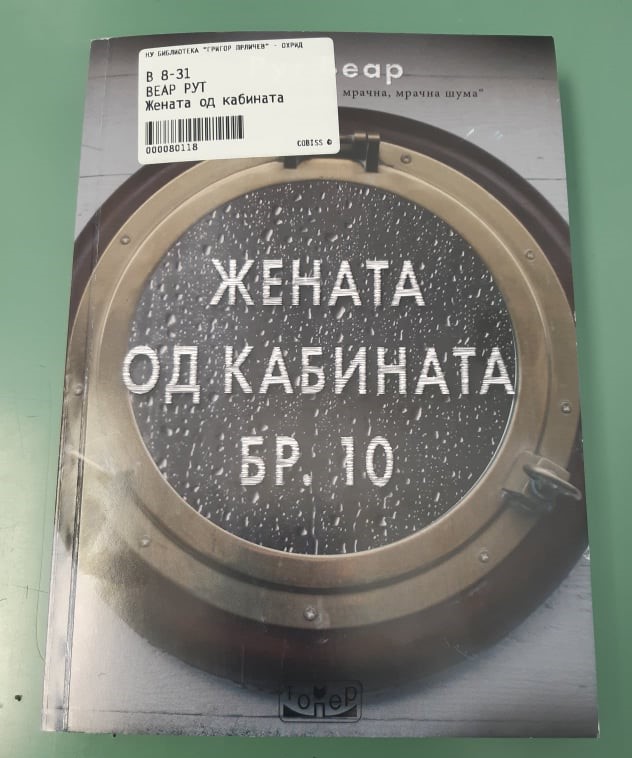 НУ БИБЛИОТЕКА "ГРИГОР ПРЛИЧЕВ" - ОХРИД
В 8-31
ВЕАР РУТ
Жената од кабината
000080118
COBISS
Веар
мрачна, мрачна шума“
ЖЕНАТА
ОД КАБИНАТА
БР. 10
топер